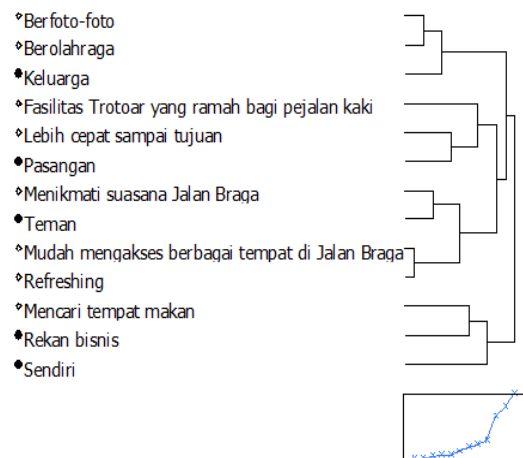 Berfoto-foto
Berolahraga
Keluarga
Fasilitas Trotoar yang ramah bagi pejalan kaki
Lebih cepat sampai tujuan
Pasangan
Menikmati suasana Jalan Braga
Teman
Mudah mengakses berbagai tempat di Jalan Braga
Refreshing
Mencari tempat makan
Rekan bisnis
Sendiri